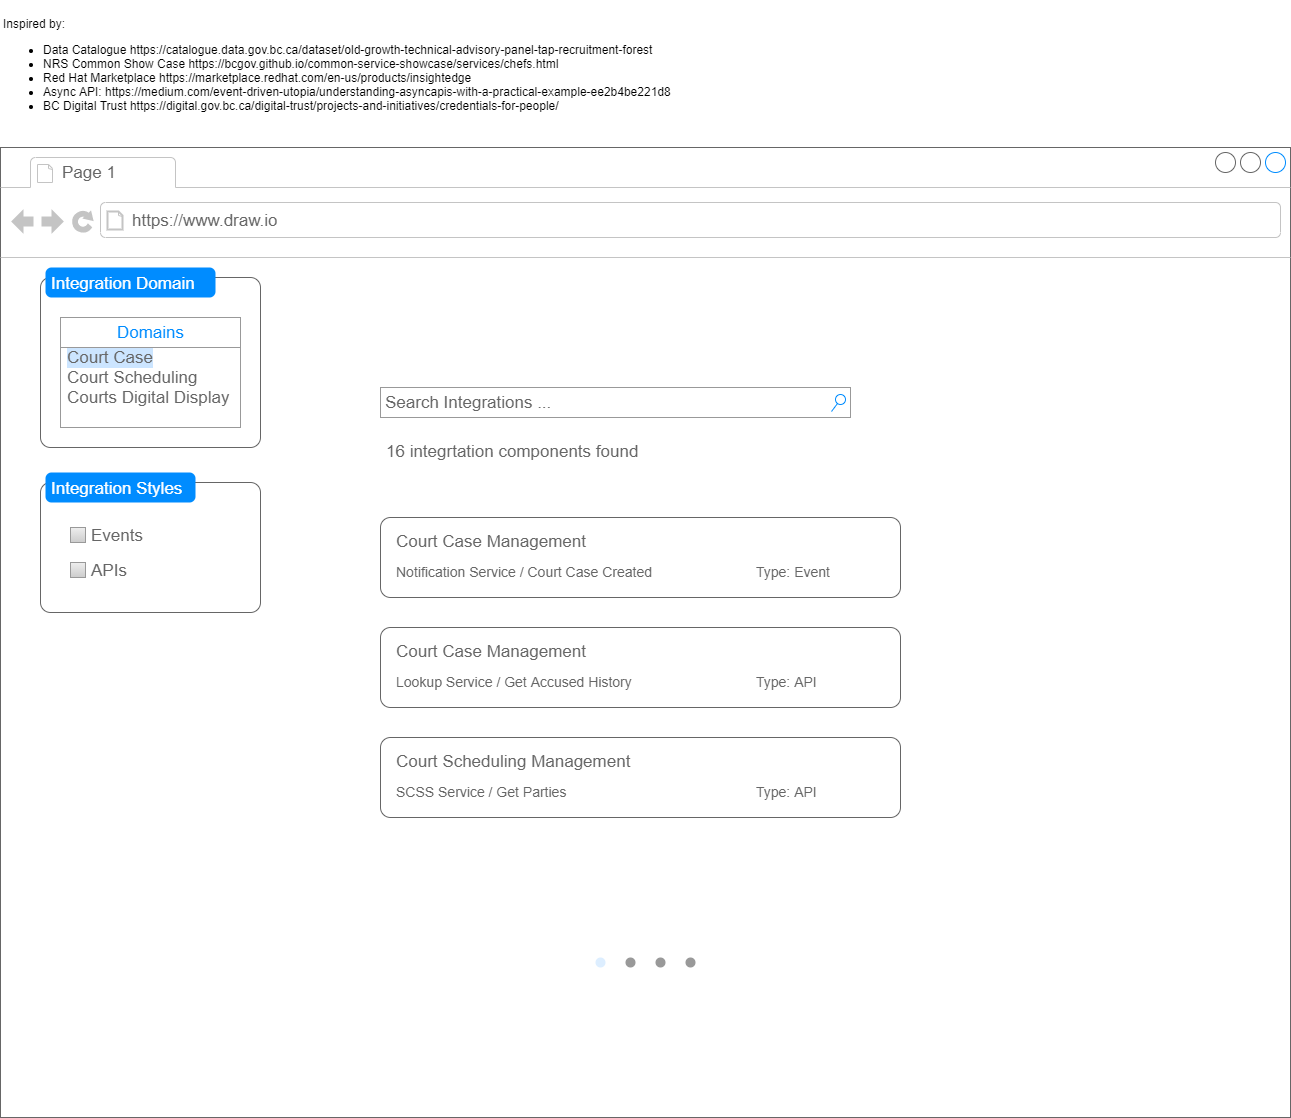 Inspired by:
Data Catalogue https://catalogue.data.gov.bc.ca/dataset/old-growth-technical-advisory-panel-tap-recruitment-forest
NRS Common Show Case https://bcgov.github.io/common-service-showcase/services/chefs.html
Red Hat Marketplace https://marketplace.redhat.com/en-us/products/insightedge
Async API: https://medium.com/event-driven-utopia/understanding-asyncapis-with-a-practical-example-ee2b4be221d8
BC Digital Trust https://digital.gov.bc.ca/digital-trust/projects-and-initiatives/credentials-for-people/
Page 1
https://www.draw.io
Integration Domain
Domains
Court Case
Court Scheduling
Courts Digital Display
Integration Styles
Events
APIs
Search Integrations ...
16 integrtation components found
Court Case Management
Notification Service / Court Case Created Type: Event
Court Case Management
Lookup Service / Get Accused History Type: API
Court Scheduling Management
SCSS Service / Get Parties Type: API